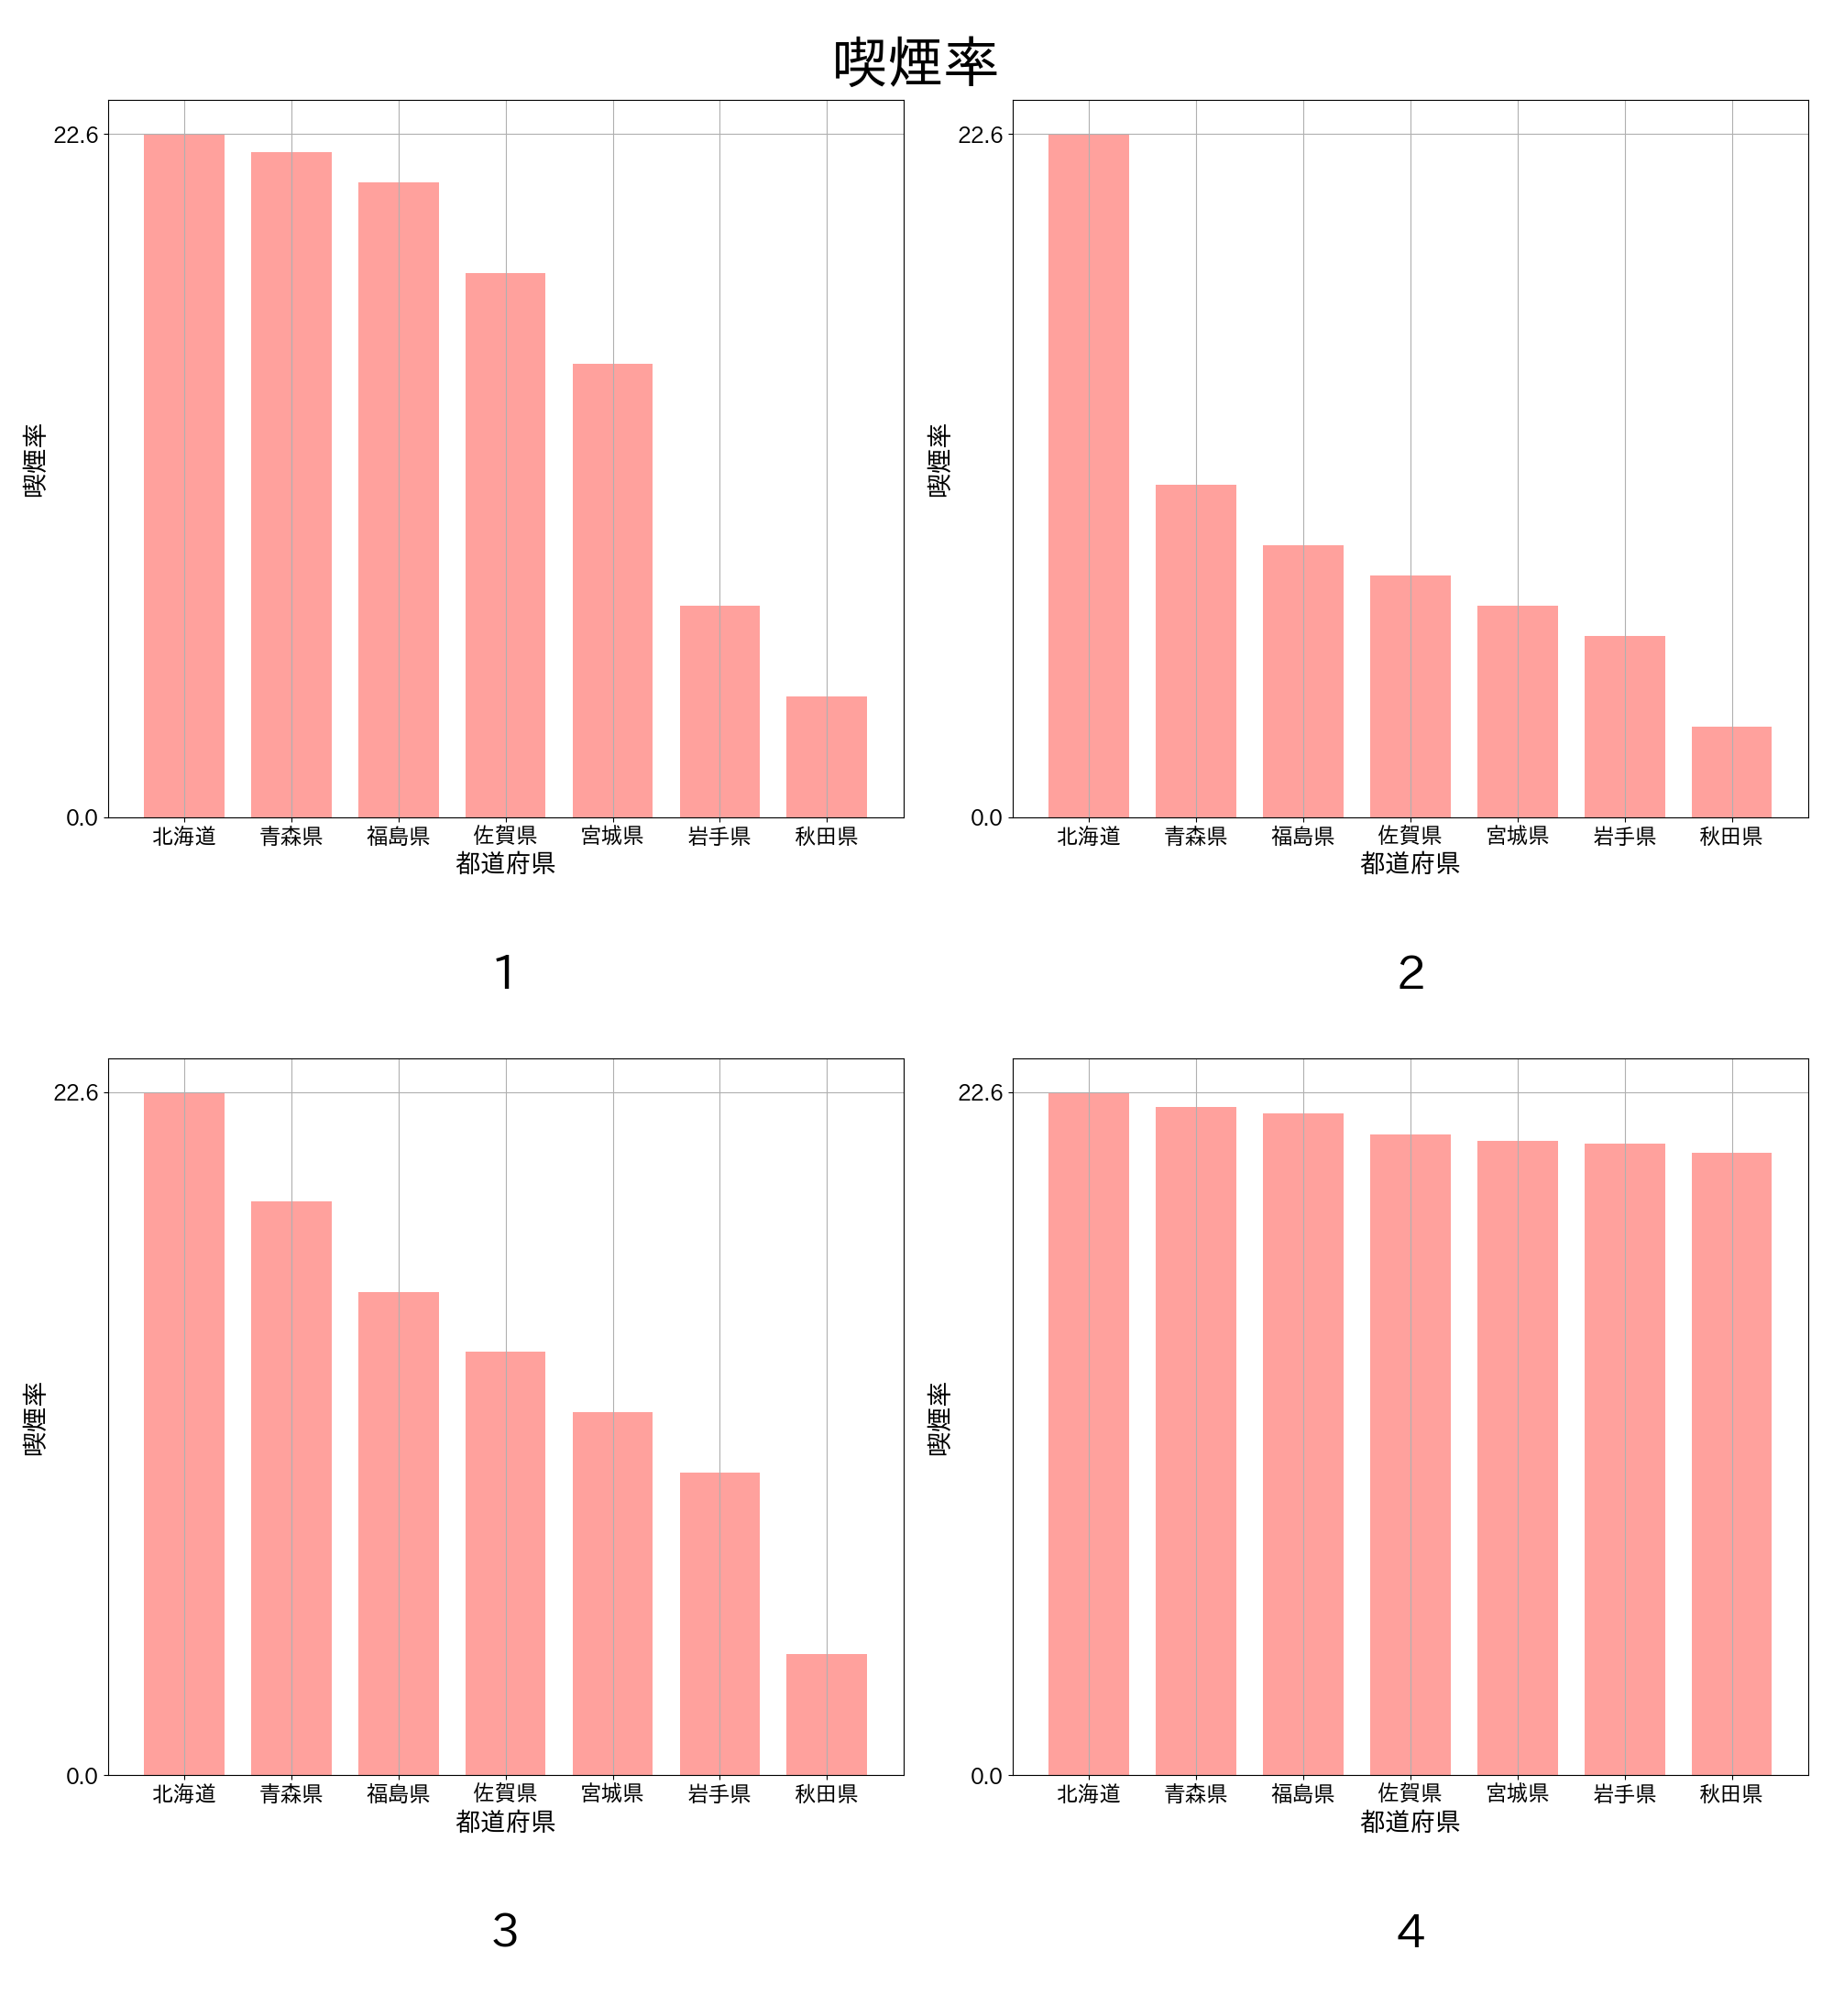 喫煙率
22.6
喫煙率
0.0
北海道 青森県 福島県 佐賀県 宮城県 岩手県 秋田県
都道府県
1
22.6
喫煙率
0.0
北海道 青森県 福島県 佐賀県 宮城県 岩手県 秋田県
都道府県
2
22.6
喫煙率
0.0
北海道 青森県 福島県 佐賀県 宮城県 岩手県 秋田県
都道府県
3
22.6
喫煙率
0.0
北海道 青森県 福島県 佐賀県 宮城県 岩手県 秋田県
都道府県
4